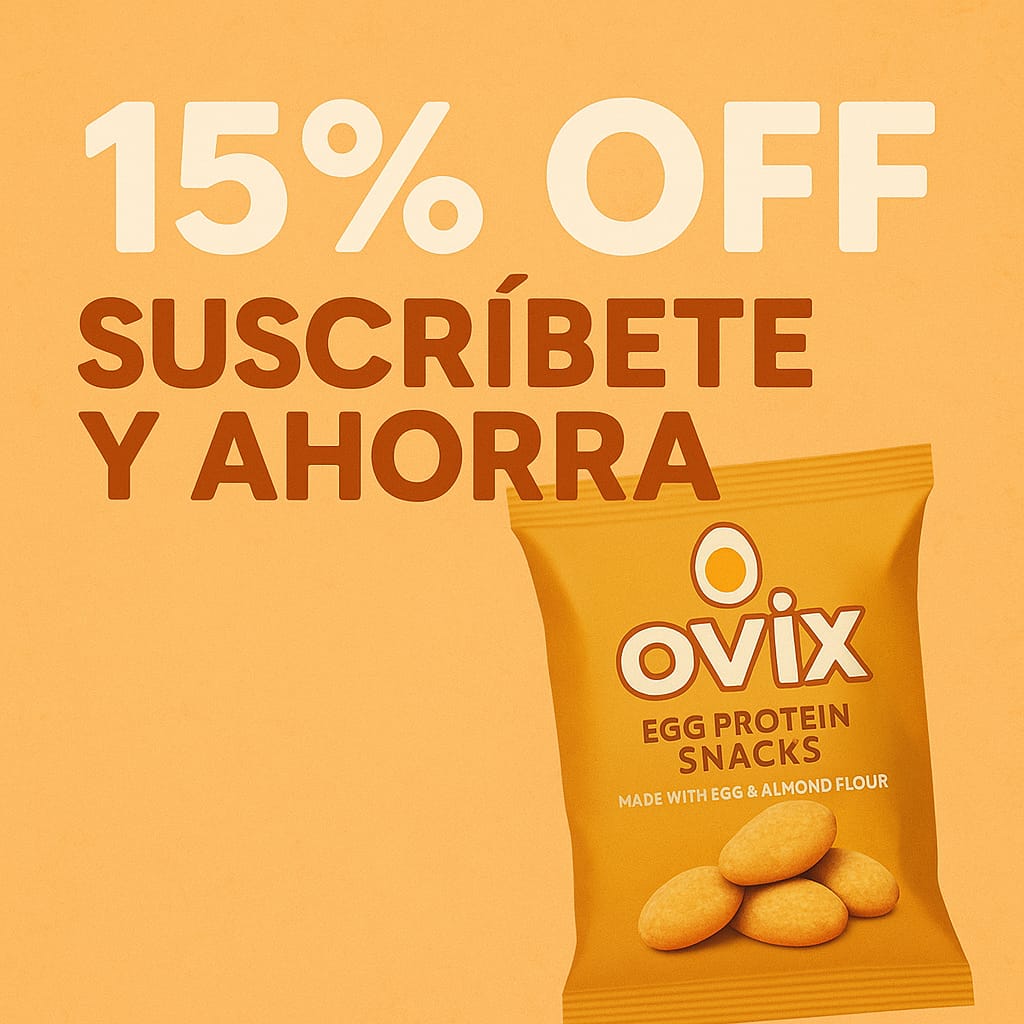 15% OFF
SUSCRÍBETE
Y AHORRA
OVIX
EGG PROTEIN
SNACKS
MADE WITH EGG & ALMOND FLOUR